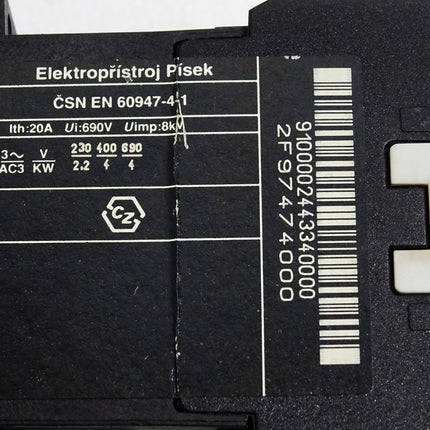 Elektropřístroj Písek
ČSN EN 60947-4-1
Ith:20A Ui:690V Uimp:8kV
3~ V 230 400 690
AC3 KW 2.2 4 4
CZ
9100002443340000
2F97474000